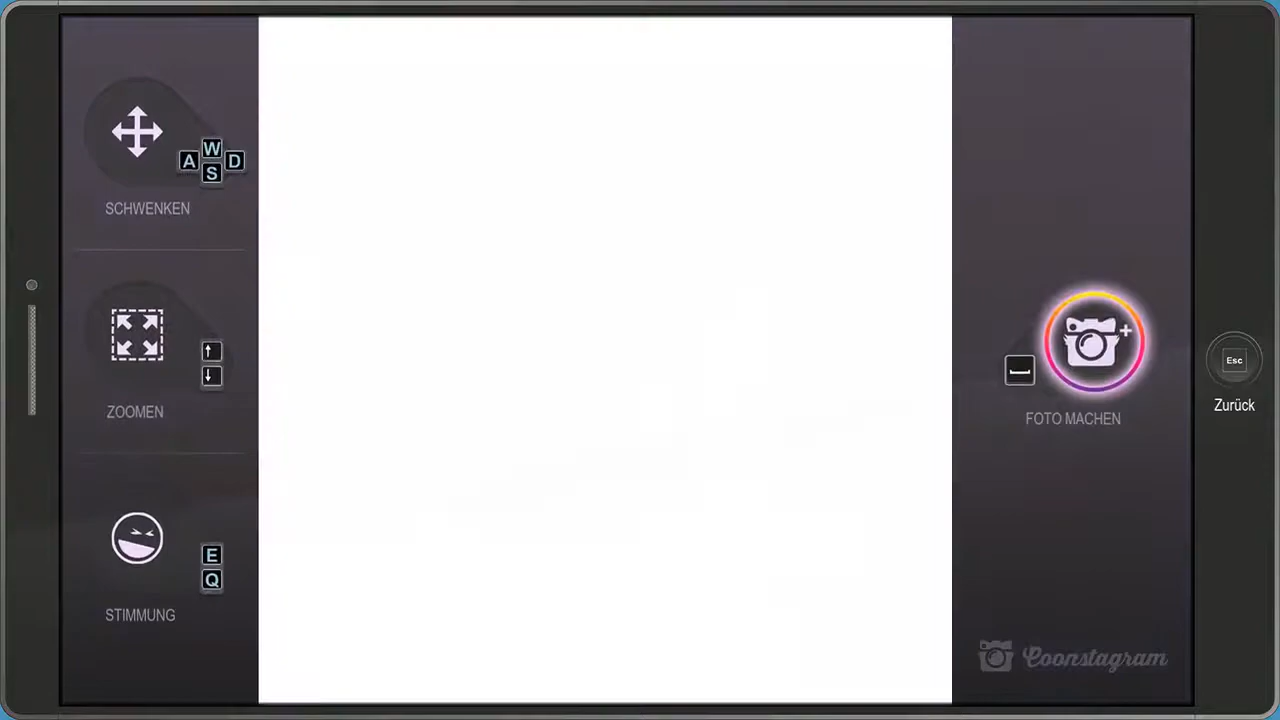 W
A S D
SCHWENKEN
↑
↓
ZOOMEN
E
Q
STIMMUNG
FOTO MACHEN
Esc
Zurück
Coonstagram